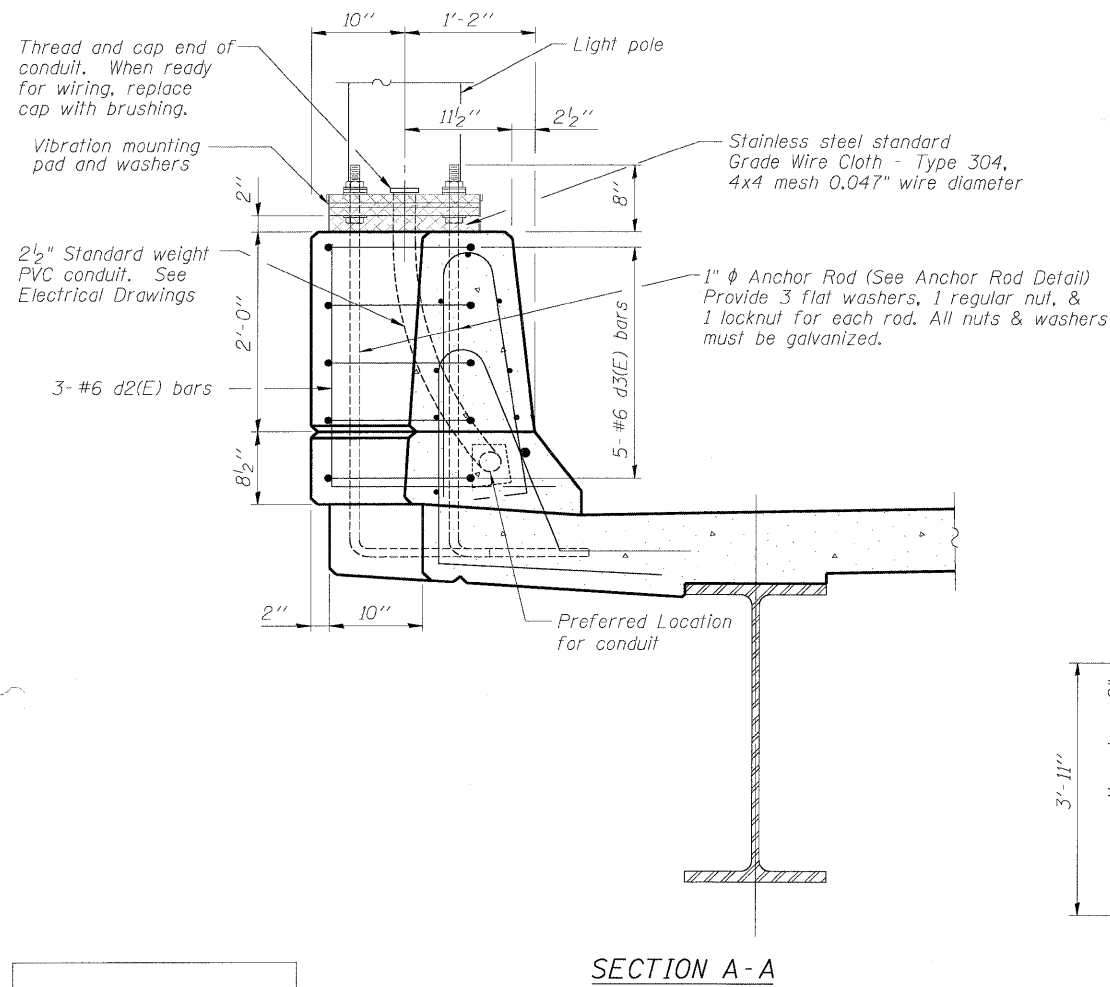 10"
1'-2"
Thread and cap end of
conduit. When ready
for wiring, replace
cap with brushing.
Light pole
11½"
2½"
Vibration mounting
pad and washers
Stainless steel standard
Grade Wire Cloth - Type 304,
4x4 mesh 0.047" wire diameter
2"
8"
2½" Standard weight
PVC conduit. See
Electrical Drawings
1" ϕ Anchor Rod (See Anchor Rod Detail)
Provide 3 flat washers, 1 regular nut, &
1 locknut for each rod. All nuts & washers
must be galvanized.
2'-0"
3- #6 d2(E) bars
5- #6 d3(E) bars
8½"
2"
10"
Preferred Location
for conduit
3'-11"
SECTION A-A